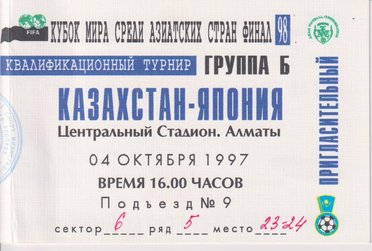 FIFA
КУБОК МИРА СРЕДИ АЗИАТСКИХ СТРАН ФИНАЛ 98
КВАЛИФИКАЦИОННЫЙ ТУРНИР ГРУППА Б
КАЗАХСТАН-ЯПОНИЯ
Центральный Стадион. Алматы
04 ОКТЯБРЯ 1997
ВРЕМЯ 16.00 ЧАСОВ
Подъезд № 9
сектор 6 ряд 5 место 23-24
ПРИГЛАСИТЕЛЬНЫЙ